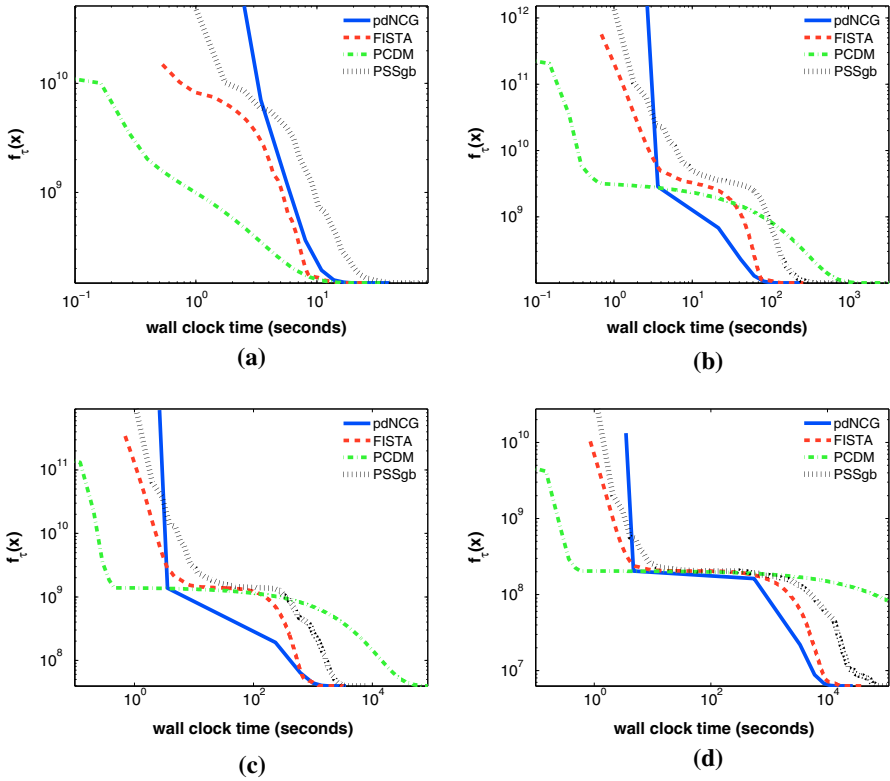 pdNCG
FISTA
PCDM
PSSgb
10^10
10^9
f_τ(x)
10^-1
10^0
10^1
wall clock time (seconds)
(a)
pdNCG
FISTA
PCDM
PSSgb
10^12
10^11
10^10
10^9
f_τ(x)
10^-1
10^0
10^1
10^2
10^3
wall clock time (seconds)
(b)
pdNCG
FISTA
PCDM
PSSgb
10^11
10^10
10^9
10^8
f_τ(x)
10^0
10^2
10^4
wall clock time (seconds)
(c)
pdNCG
FISTA
PCDM
PSSgb
10^10
10^9
10^8
10^7
f_τ(x)
10^0
10^2
10^4
wall clock time (seconds)
(d)